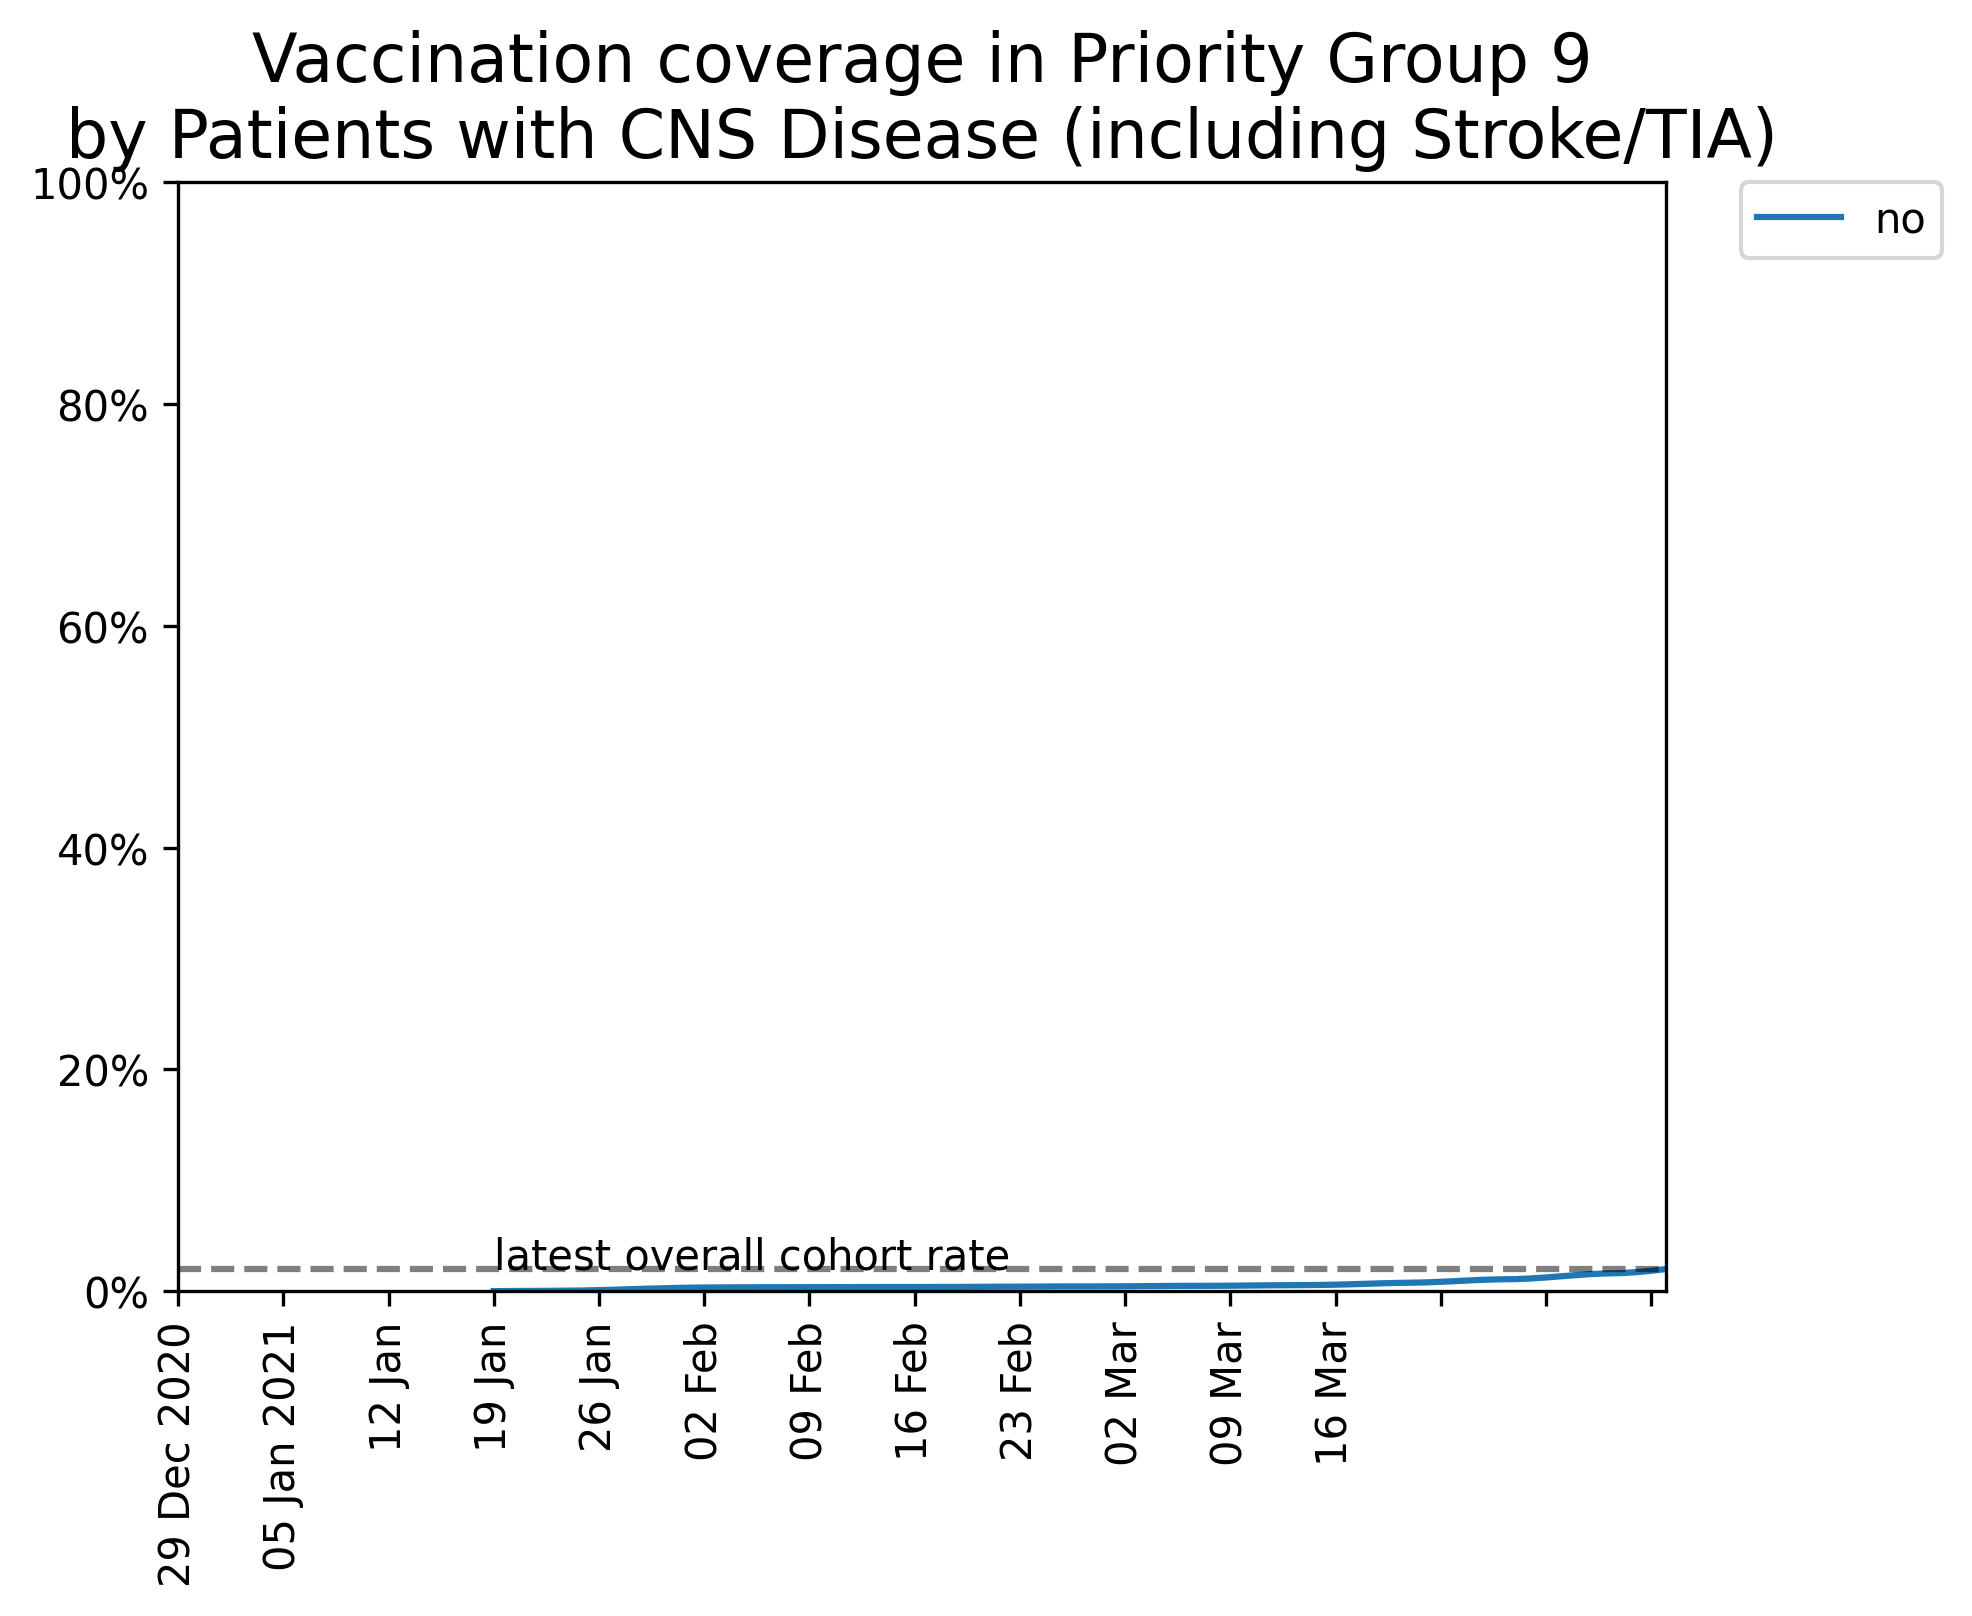 Vaccination coverage in Priority Group 9
by Patients with CNS Disease (including Stroke/TIA)
100%
80%
60%
40%
20%
0%
no
latest overall cohort rate
29 Dec 2020
05 Jan 2021
12 Jan
19 Jan
26 Jan
02 Feb
09 Feb
16 Feb
23 Feb
02 Mar
09 Mar
16 Mar